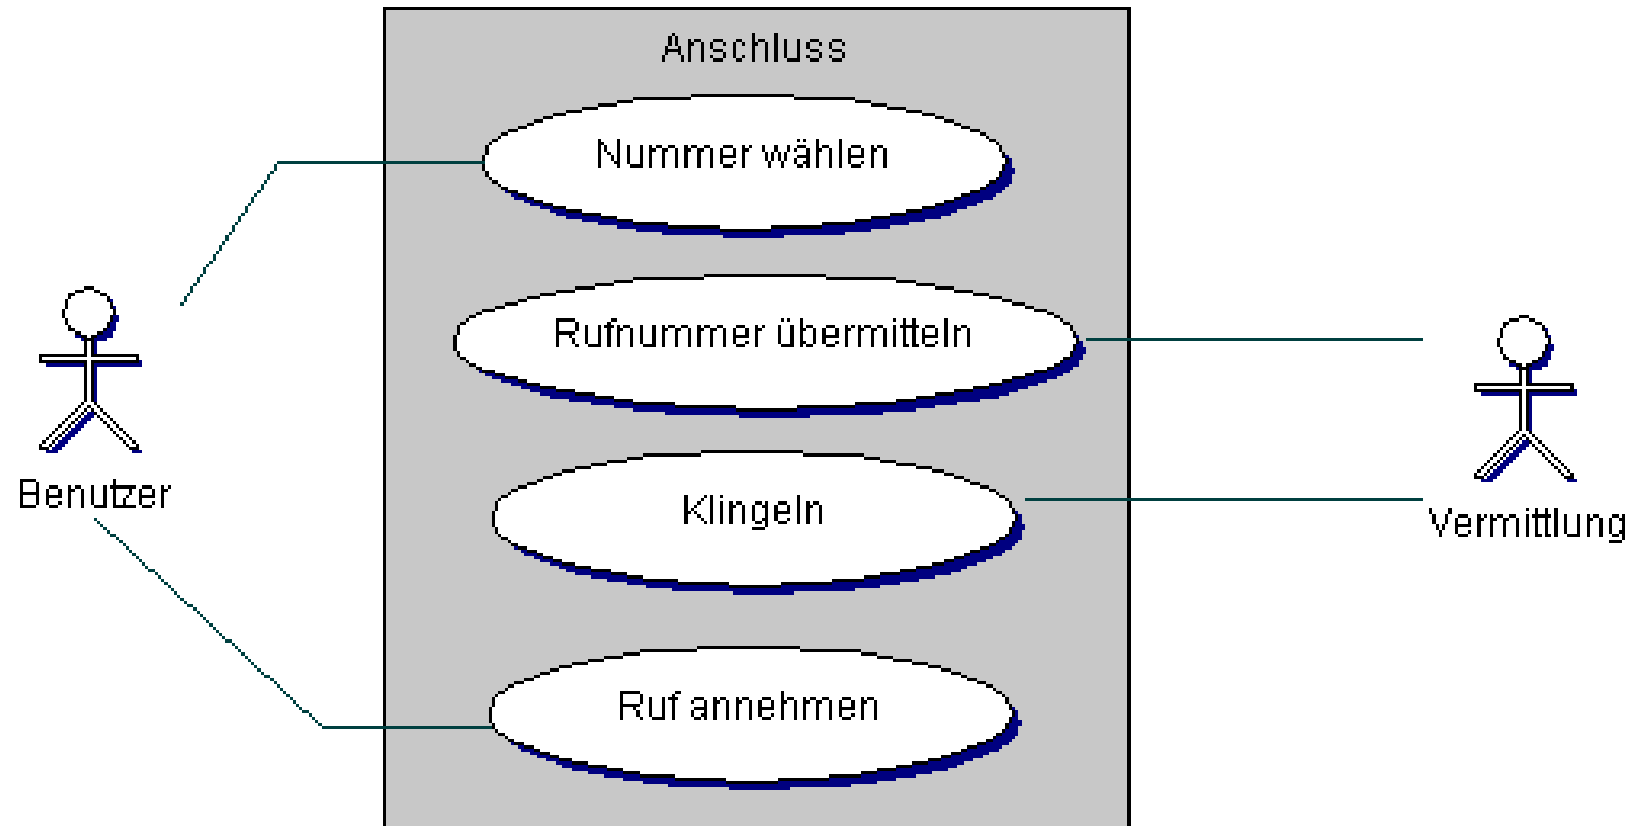 Anschluss
Nummer wählen
Rufnummer übermitteln
Benutzer
Klingeln
Vermittlung
Ruf annehmen